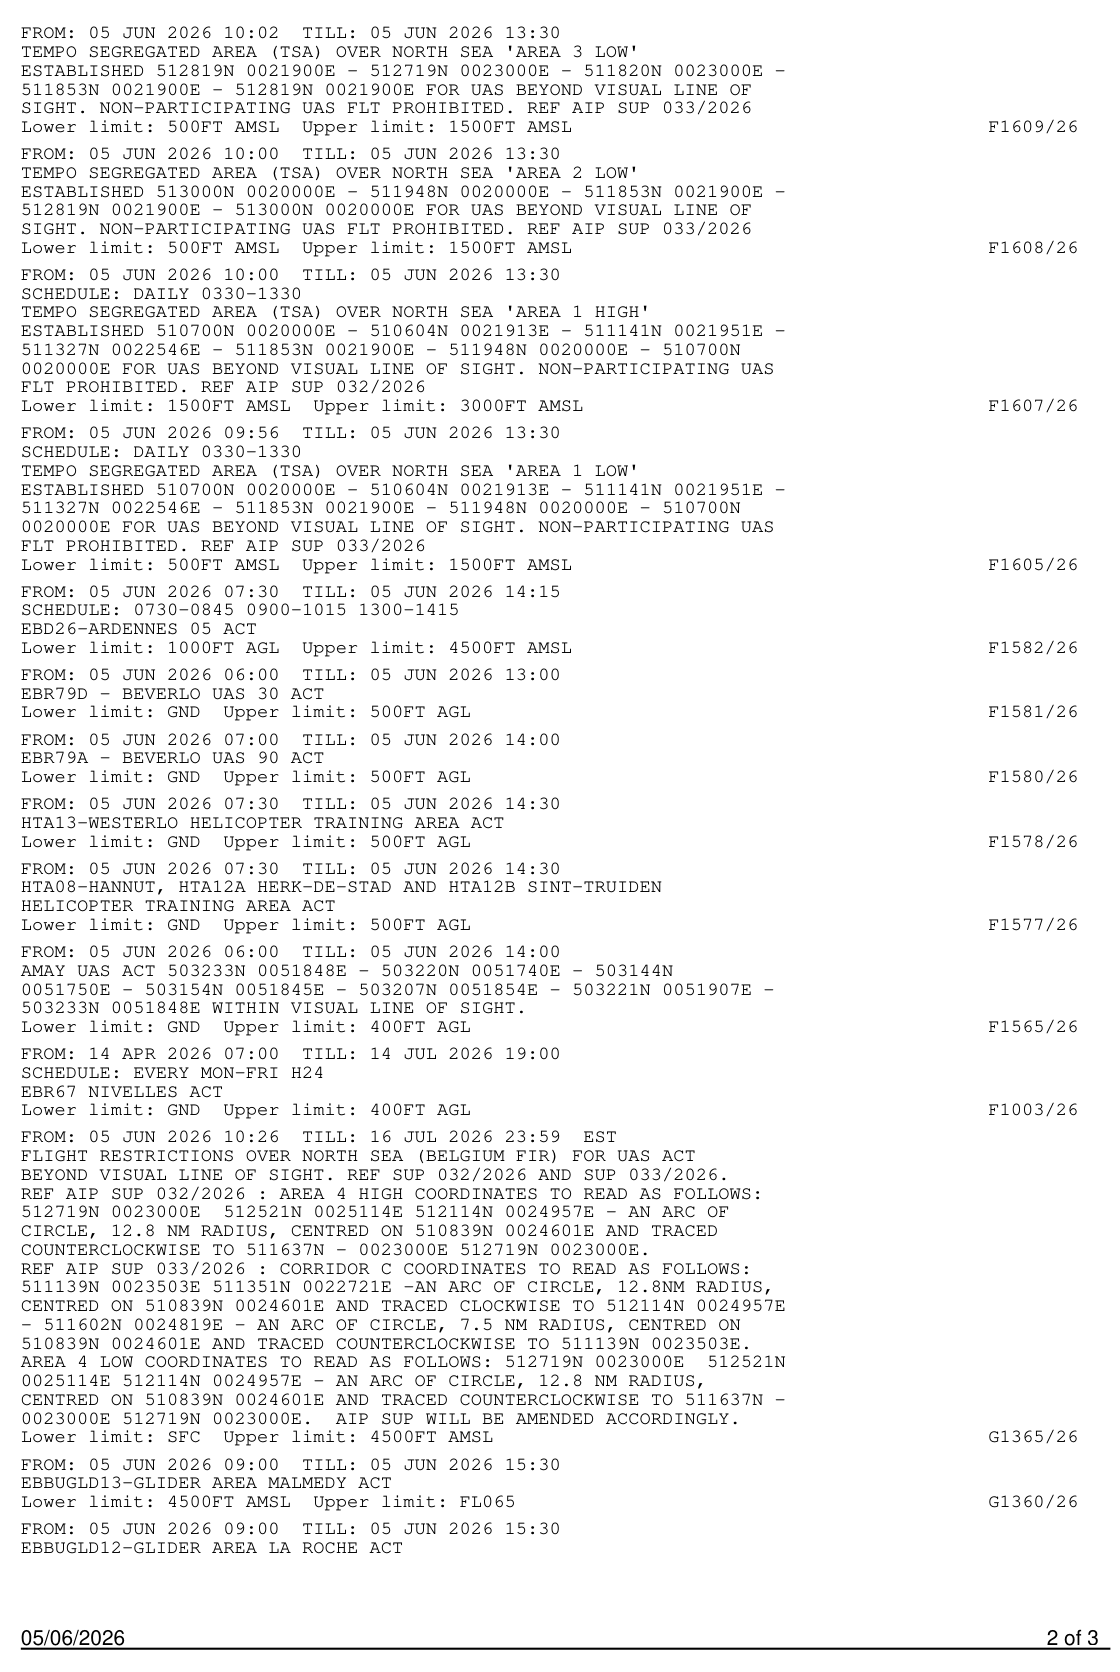 FROM: 05 JUN 2026 10:02  TILL: 05 JUN 2026 13:30
TEMPO SEGREGATED AREA (TSA) OVER NORTH SEA 'AREA 3 LOW'
ESTABLISHED 512819N 0021900E - 512719N 0023000E - 511820N 0023000E -
511853N 0021900E - 512819N 0021900E FOR UAS BEYOND VISUAL LINE OF
SIGHT. NON-PARTICIPATING UAS FLT PROHIBITED. REF AIP SUP 033/2026
Lower limit: 500FT AMSL  Upper limit: 1500FT AMSL F1609/26
FROM: 05 JUN 2026 10:00  TILL: 05 JUN 2026 13:30
TEMPO SEGREGATED AREA (TSA) OVER NORTH SEA 'AREA 2 LOW'
ESTABLISHED 513000N 0020000E - 511948N 0020000E - 511853N 0021900E -
512819N 0021900E - 513000N 0020000E FOR UAS BEYOND VISUAL LINE OF
SIGHT. NON-PARTICIPATING UAS FLT PROHIBITED. REF AIP SUP 033/2026
Lower limit: 500FT AMSL  Upper limit: 1500FT AMSL F1608/26
FROM: 05 JUN 2026 10:00  TILL: 05 JUN 2026 13:30
SCHEDULE: DAILY 0330-1330
TEMPO SEGREGATED AREA (TSA) OVER NORTH SEA 'AREA 1 HIGH'
ESTABLISHED 510700N 0020000E - 510604N 0021913E - 511141N 0021951E -
511327N 0022546E - 511853N 0021900E - 511948N 0020000E - 510700N
0020000E FOR UAS BEYOND VISUAL LINE OF SIGHT. NON-PARTICIPATING UAS
FLT PROHIBITED. REF AIP SUP 032/2026
Lower limit: 1500FT AMSL  Upper limit: 3000FT AMSL F1607/26
FROM: 05 JUN 2026 09:56  TILL: 05 JUN 2026 13:30
SCHEDULE: DAILY 0330-1330
TEMPO SEGREGATED AREA (TSA) OVER NORTH SEA 'AREA 1 LOW'
ESTABLISHED 510700N 0020000E - 510604N 0021913E - 511141N 0021951E -
511327N 0022546E - 511853N 0021900E - 511948N 0020000E - 510700N
0020000E FOR UAS BEYOND VISUAL LINE OF SIGHT. NON-PARTICIPATING UAS
FLT PROHIBITED. REF AIP SUP 033/2026
Lower limit: 500FT AMSL  Upper limit: 1500FT AMSL F1605/26
FROM: 05 JUN 2026 07:30  TILL: 05 JUN 2026 14:15
SCHEDULE: 0730-0845 0900-1015 1300-1415
EBD26-ARDENNES 05 ACT
Lower limit: 1000FT AGL  Upper limit: 4500FT AMSL F1582/26
FROM: 05 JUN 2026 06:00  TILL: 05 JUN 2026 13:00
EBR79D - BEVERLO UAS 30 ACT
Lower limit: GND  Upper limit: 500FT AGL F1581/26
FROM: 05 JUN 2026 07:00  TILL: 05 JUN 2026 14:00
EBR79A - BEVERLO UAS 90 ACT
Lower limit: GND  Upper limit: 500FT AGL F1580/26
FROM: 05 JUN 2026 07:30  TILL: 05 JUN 2026 14:30
HTA13-WESTERLO HELICOPTER TRAINING AREA ACT
Lower limit: GND  Upper limit: 500FT AGL F1578/26
FROM: 05 JUN 2026 07:30  TILL: 05 JUN 2026 14:30
HTA08-HANNUT, HTA12A HERK-DE-STAD AND HTA12B SINT-TRUIDEN
HELICOPTER TRAINING AREA ACT
Lower limit: GND  Upper limit: 500FT AGL F1577/26
FROM: 05 JUN 2026 06:00  TILL: 05 JUN 2026 14:00
AMAY UAS ACT 503233N 0051848E - 503220N 0051740E - 503144N
0051750E - 503154N 0051845E - 503207N 0051854E - 503221N 0051907E -
503233N 0051848E WITHIN VISUAL LINE OF SIGHT.
Lower limit: GND  Upper limit: 400FT AGL F1565/26
FROM: 14 APR 2026 07:00  TILL: 14 JUL 2026 19:00
SCHEDULE: EVERY MON-FRI H24
EBR67 NIVELLES ACT
Lower limit: GND  Upper limit: 400FT AGL F1003/26
FROM: 05 JUN 2026 10:26  TILL: 16 JUL 2026 23:59  EST
FLIGHT RESTRICTIONS OVER NORTH SEA (BELGIUM FIR) FOR UAS ACT
BEYOND VISUAL LINE OF SIGHT. REF SUP 032/2026 AND SUP 033/2026.
REF AIP SUP 032/2026 : AREA 4 HIGH COORDINATES TO READ AS FOLLOWS:
512719N 0023000E  512521N 0025114E 512114N 0024957E - AN ARC OF
CIRCLE, 12.8 NM RADIUS, CENTRED ON 510839N 0024601E AND TRACED
COUNTERCLOCKWISE TO 511637N - 0023000E 512719N 0023000E.
REF AIP SUP 033/2026 : CORRIDOR C COORDINATES TO READ AS FOLLOWS:
511139N 0023503E 511351N 0022721E -AN ARC OF CIRCLE, 12.8NM RADIUS,
CENTRED ON 510839N 0024601E AND TRACED CLOCKWISE TO 512114N 0024957E
- 511602N 0024819E - AN ARC OF CIRCLE, 7.5 NM RADIUS, CENTRED ON
510839N 0024601E AND TRACED COUNTERCLOCKWISE TO 511139N 0023503E.
AREA 4 LOW COORDINATES TO READ AS FOLLOWS: 512719N 0023000E  512521N
0025114E 512114N 0024957E - AN ARC OF CIRCLE, 12.8 NM RADIUS,
CENTRED ON 510839N 0024601E AND TRACED COUNTERCLOCKWISE TO 511637N -
0023000E 512719N 0023000E.  AIP SUP WILL BE AMENDED ACCORDINGLY.
Lower limit: SFC  Upper limit: 4500FT AMSL G1365/26
FROM: 05 JUN 2026 09:00  TILL: 05 JUN 2026 15:30
EBBUGLD13-GLIDER AREA MALMEDY ACT
Lower limit: 4500FT AMSL  Upper limit: FL065 G1360/26
FROM: 05 JUN 2026 09:00  TILL: 05 JUN 2026 15:30
EBBUGLD12-GLIDER AREA LA ROCHE ACT
05/06/2026 2 of 3